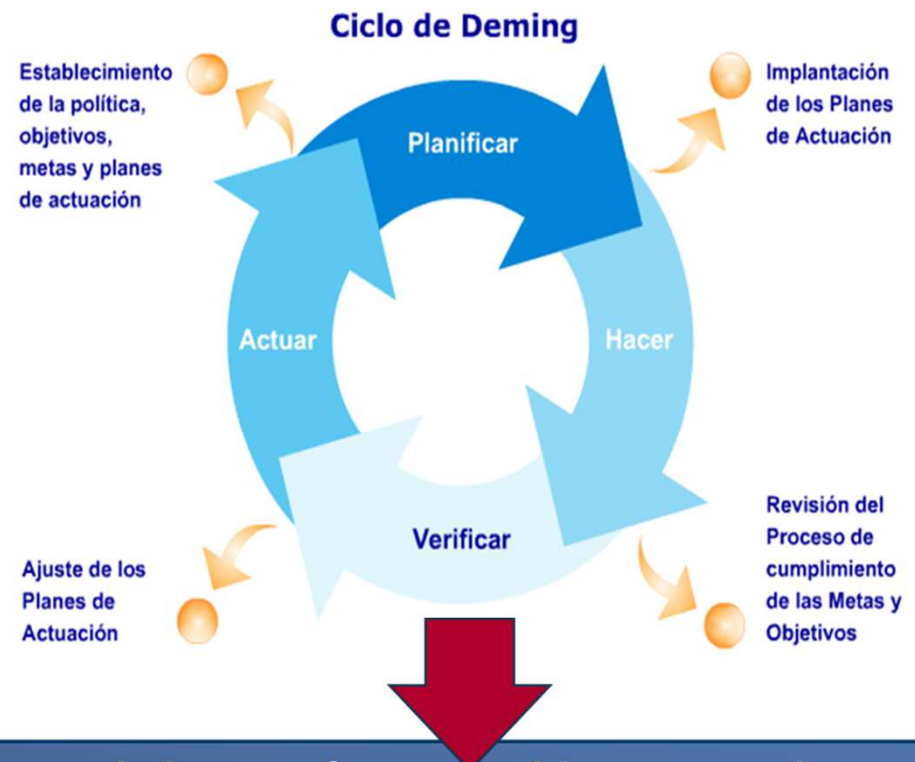 Ciclo de Deming
Establecimiento
de la política,
objetivos,
metas y planes
de actuación
Planificar
Implantación
de los Planes
de Actuación
Actuar
Hacer
Verificar
Ajuste de los
Planes de
Actuación
Revisión del
Proceso de
cumplimiento
de las Metas y
Objetivos